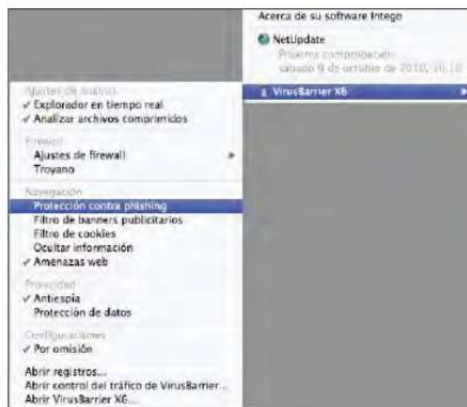 Acerca de su software Intego
NetUpdate
Próxima comprobación:
sábado 9 de octubre de 2010, 10:10
VirusBarrier X6
Ajustes de análisis
✓ Explorador en tiempo real
✓ Analizar archivos comprimidos
Firewall
Ajustes de firewall
Troyano
Navegación
Protección contra phishing
Filtro de banners publicitarios
Filtro de cookies
Ocultar información
✓ Amenazas web
Privacidad
✓ Antiespía
Protección de datos
Configuraciones
✓ Por omisión
Abrir registros...
Abrir control del tráfico de VirusBarrier...
Abrir VirusBarrier X6...